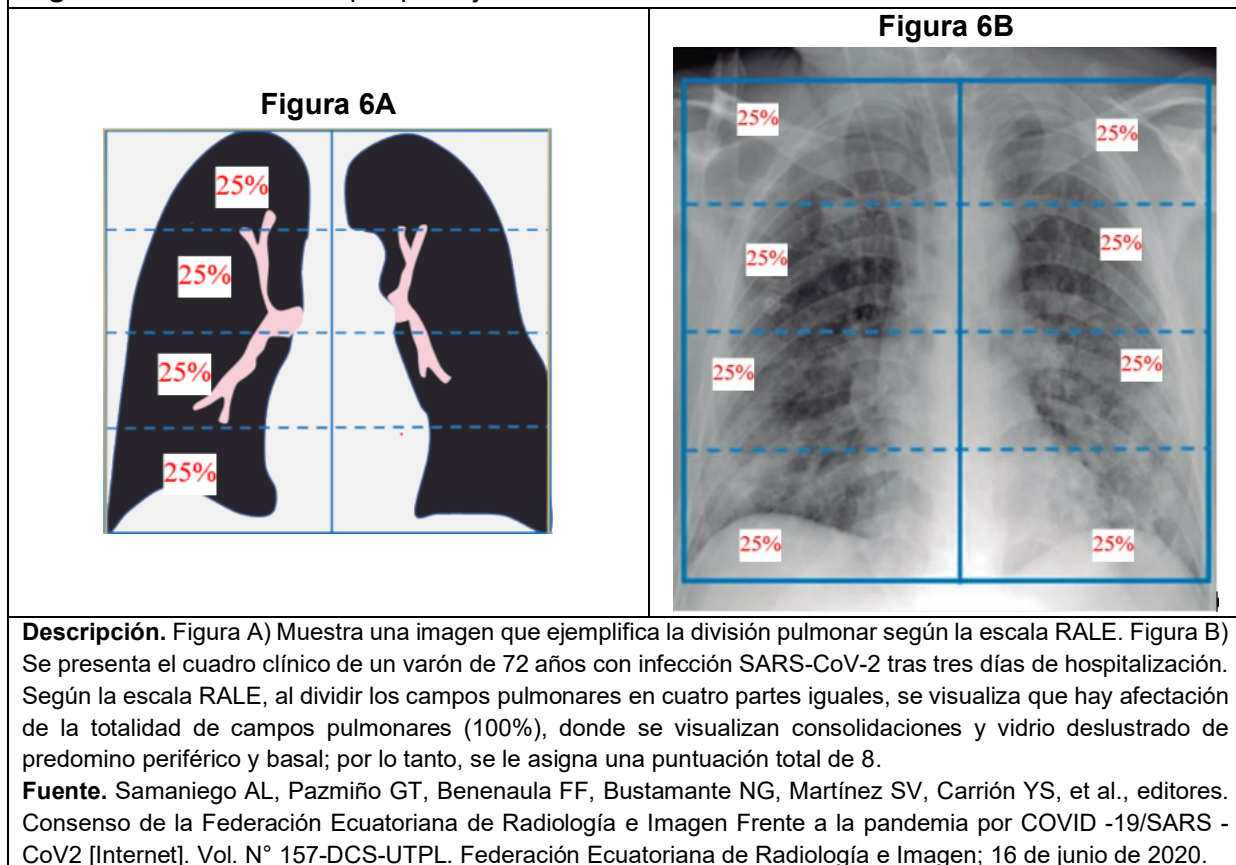 Figura 6A
25%
25%
25%
25%
Figura 6B
25%
25%
25%
25%
25%
25%
25%
25%
Descripción. Figura A) Muestra una imagen que ejemplifica la división pulmonar según la escala RALE. Figura B)
Se presenta el cuadro clínico de un varón de 72 años con infección SARS-CoV-2 tras tres días de hospitalización.
Según la escala RALE, al dividir los campos pulmonares en cuatro partes iguales, se visualiza que hay afectación
de la totalidad de campos pulmonares (100%), donde se visualizan consolidaciones y vidrio deslustrado de
predomino periférico y basal; por lo tanto, se le asigna una puntuación total de 8.
Fuente. Samaniego AL, Pazmiño GT, Benenaula FF, Bustamante NG, Martínez SV, Carrión YS, et al., editores.
Consenso de la Federación Ecuatoriana de Radiología e Imagen Frente a la pandemia por COVID -19/SARS -
CoV2 [Internet]. Vol. N° 157-DCS-UTPL. Federación Ecuatoriana de Radiología e Imagen; 16 de junio de 2020.